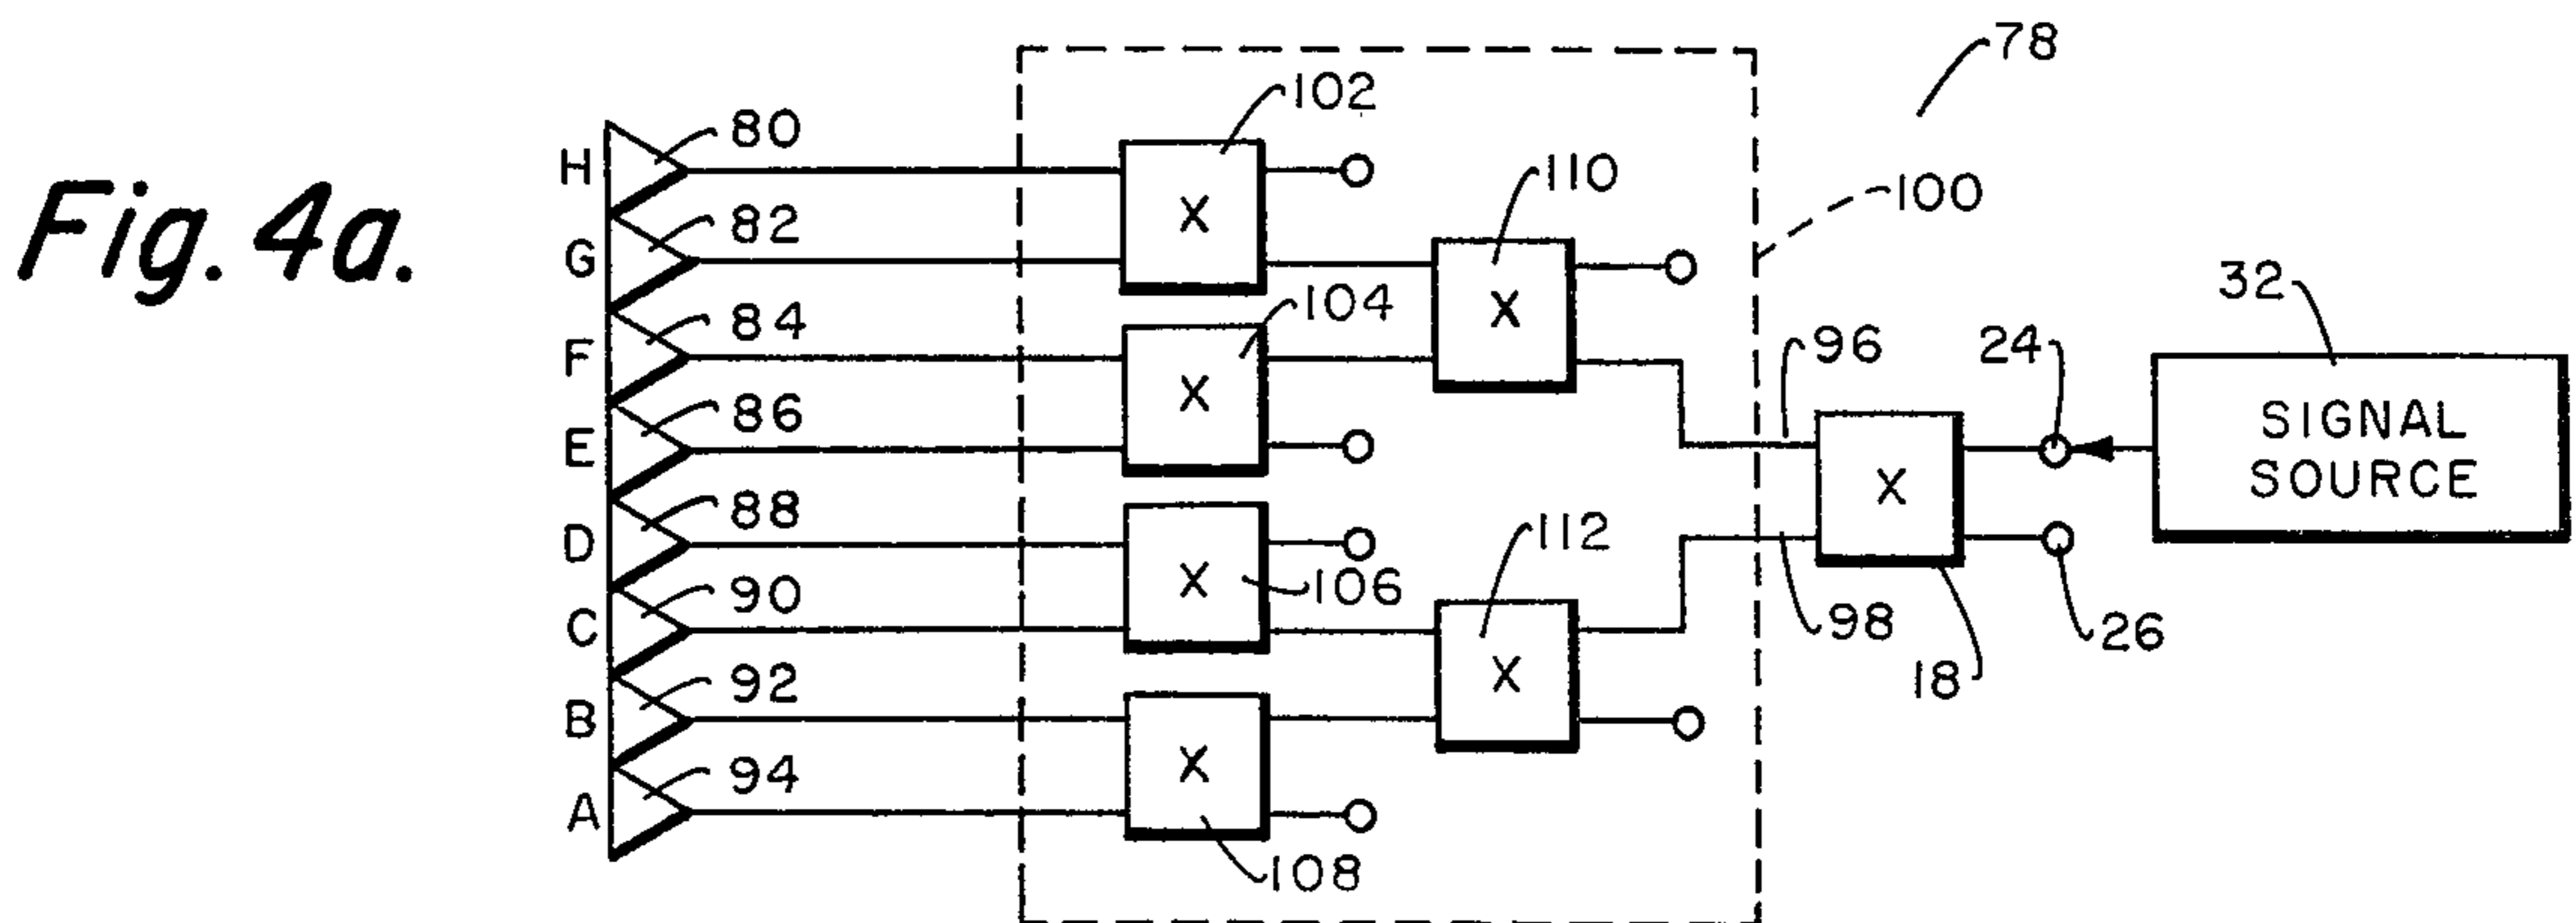 Fig. 4a.
78
102
H 80
X
110
100
G 82
X
104
F 84
X
96
24
32
SIGNAL
SOURCE
E 86
X
D 88
112
106
X
C 90
X
98
18
26
B 92
X
A 94
108